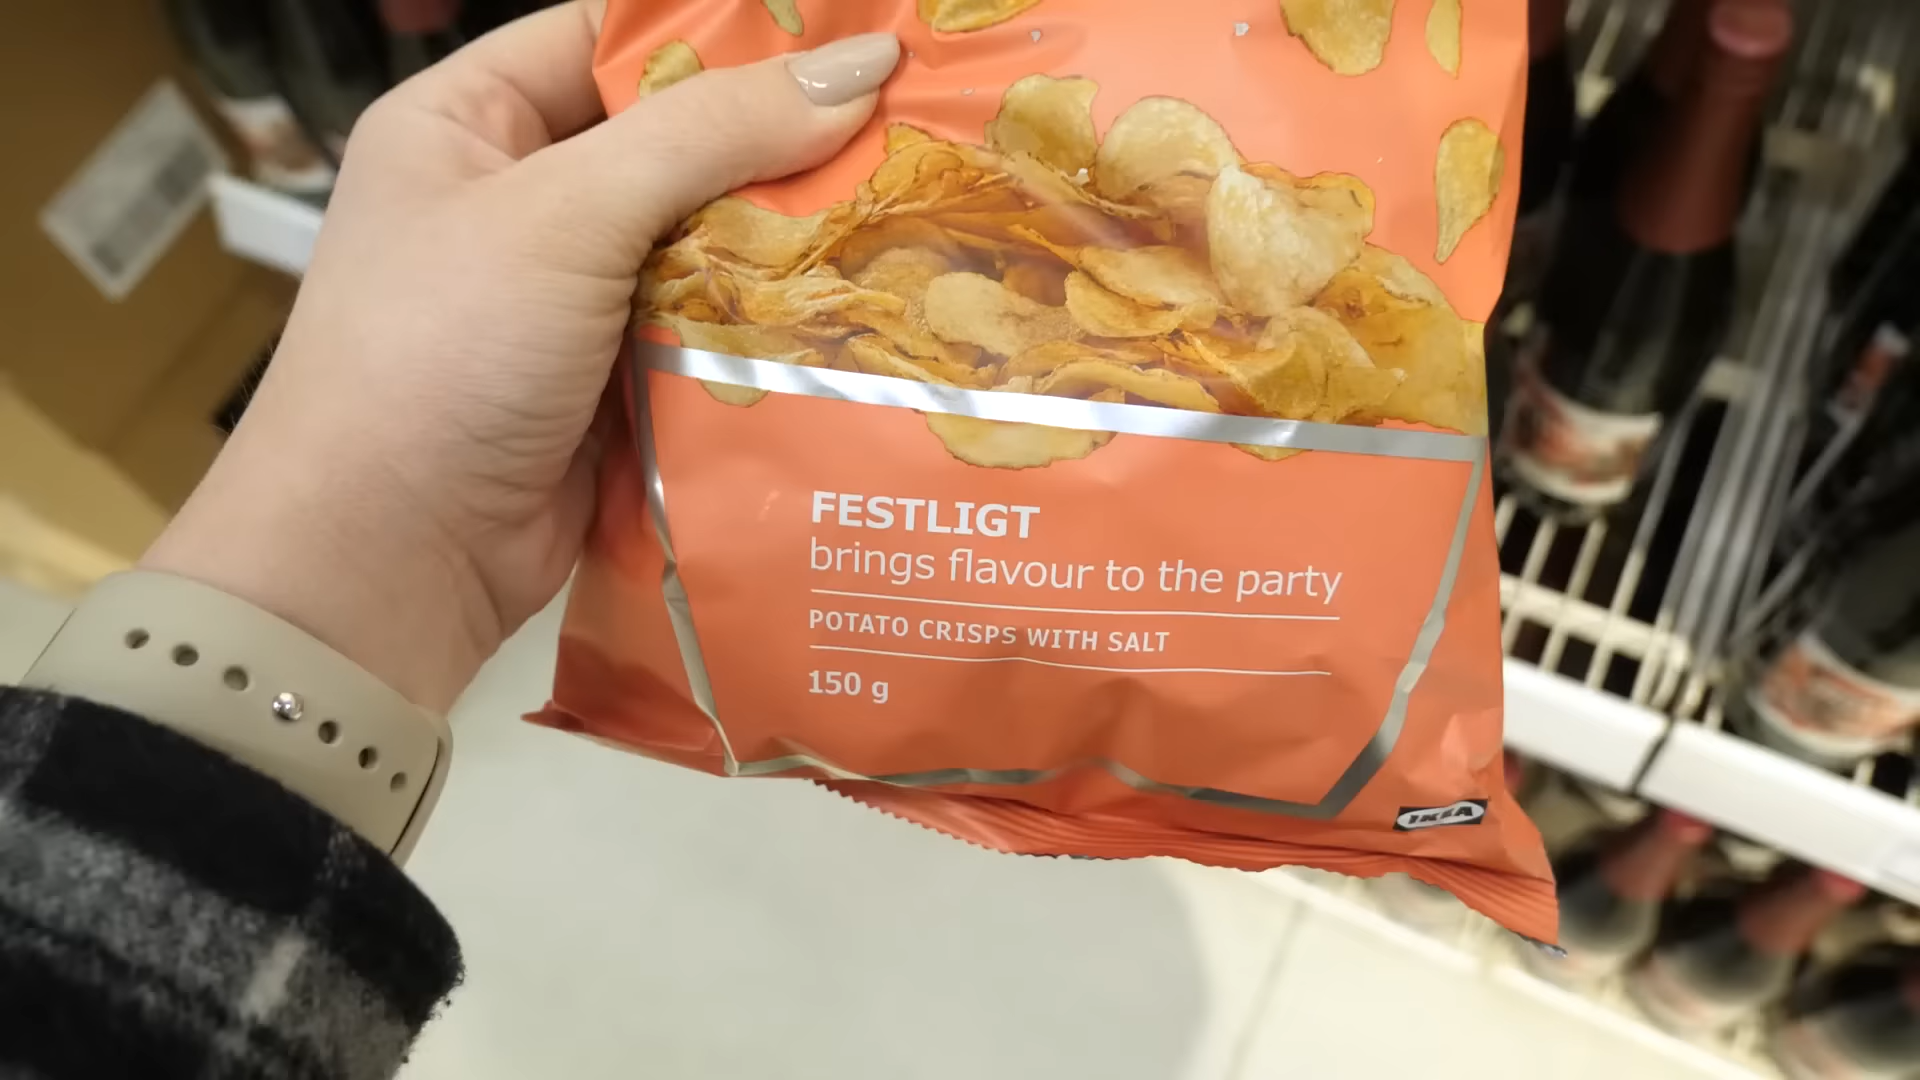 FESTLIGT
brings flavour to the party
POTATO CRISPS WITH SALT
150 g
IKEA